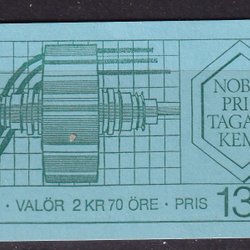 NOB
PRI
TAGA
KEM
· VALÖR 2 KR 70 ÖRE · PRIS 13